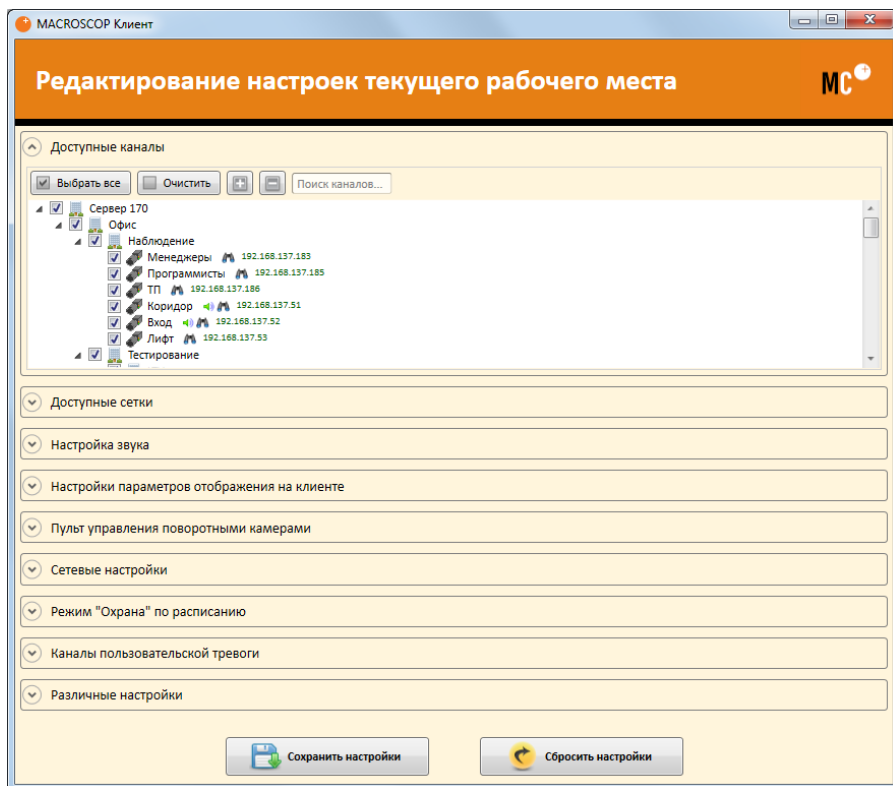 MACROSCOP Клиент
Редактирование настроек текущего рабочего места
MC
Доступные каналы
Выбрать все Очистить Поиск каналов...
Сервер 170
Офис
Наблюдение
Менеджеры 192.168.137.183
Программисты 192.168.137.185
ТП 192.168.137.186
Коридор 192.168.137.51
Вход 192.168.137.52
Лифт 192.168.137.53
Тестирование
Доступные сетки
Настройка звука
Настройки параметров отображения на клиенте
Пульт управления поворотными камерами
Сетевые настройки
Режим "Охрана" по расписанию
Каналы пользовательской тревоги
Различные настройки
Сохранить настройки Сбросить настройки